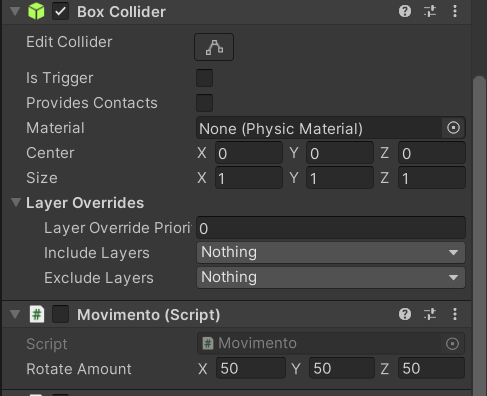 Box Collider
Edit Collider
Is Trigger
Provides Contacts
Material None (Physic Material)
Center X 0 Y 0 Z 0
Size X 1 Y 1 Z 1
Layer Overrides
Layer Override Priori 0
Include Layers Nothing
Exclude Layers Nothing
# Movimento (Script)
Script # Movimento
Rotate Amount X 50 Y 50 Z 50